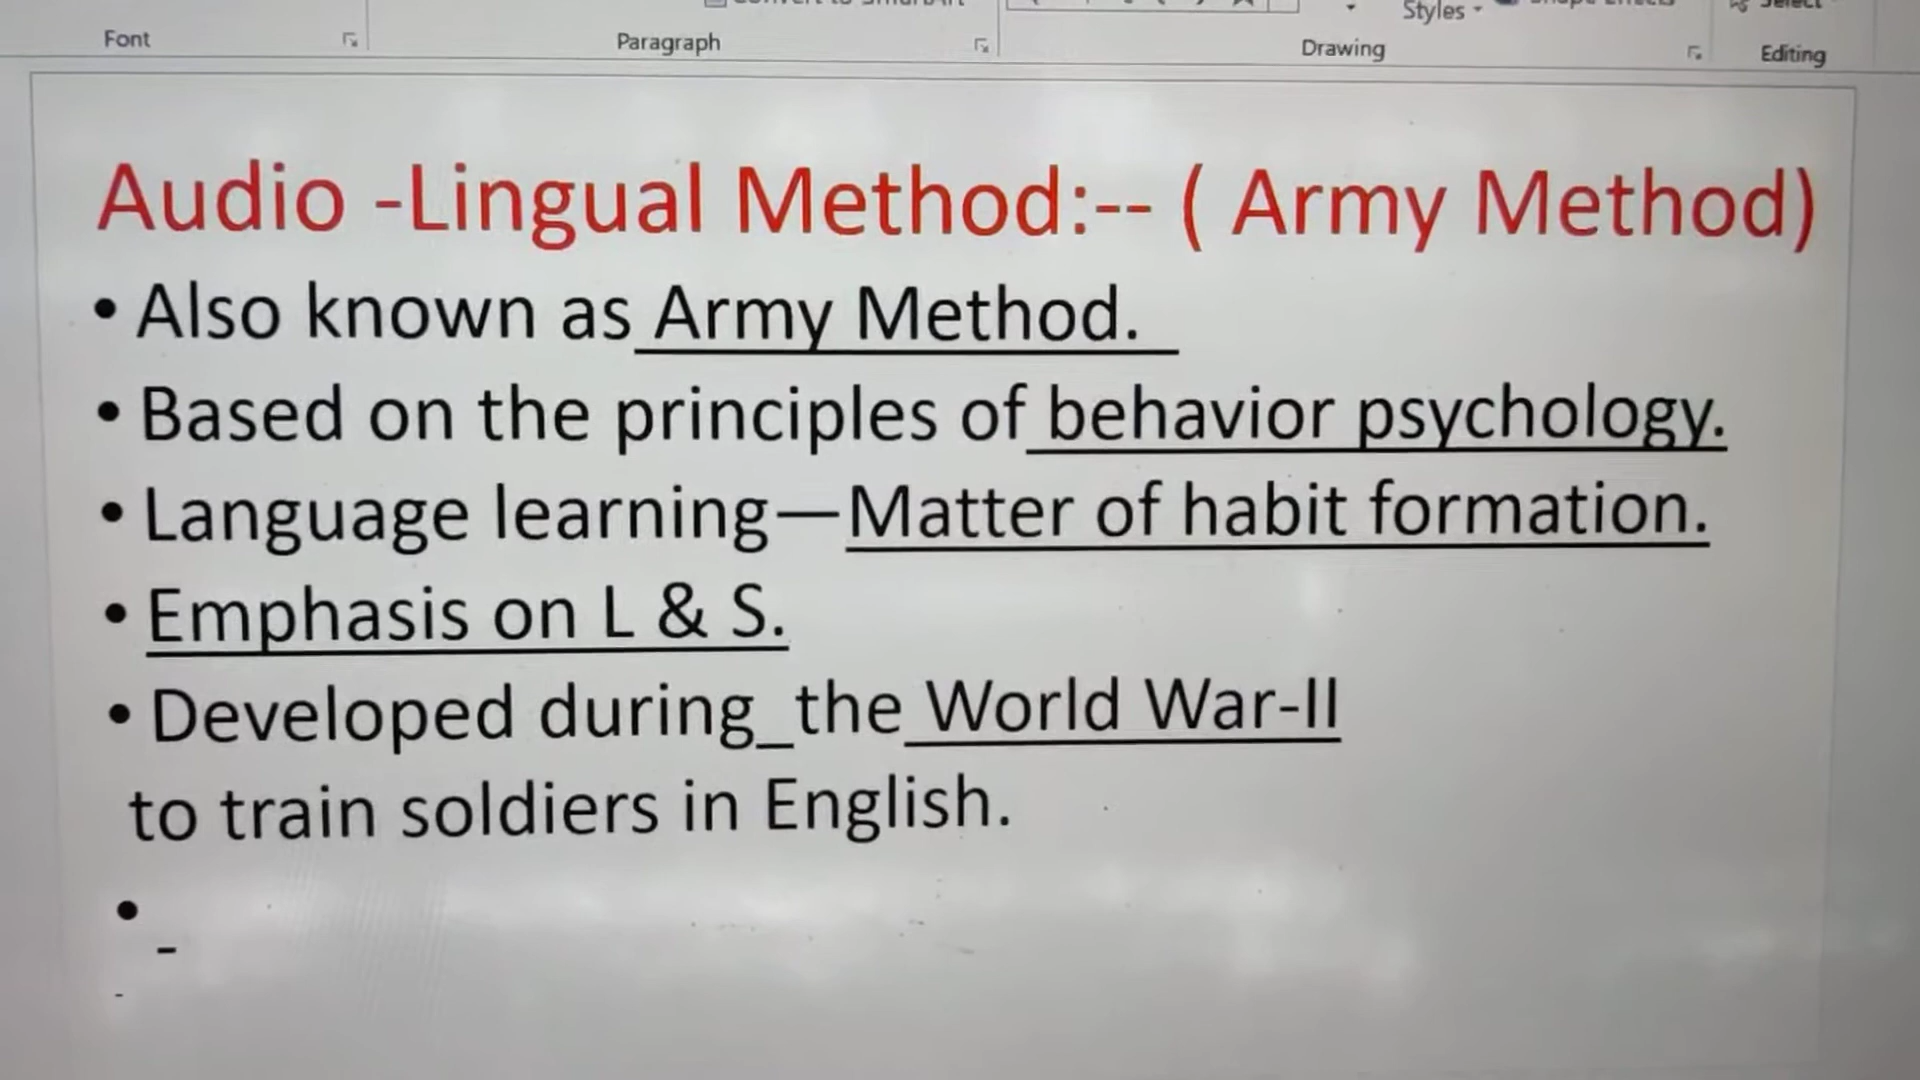 Styles
Font
Paragraph
Drawing
Editing
Audio -Lingual Method:-- ( Army Method)
• Also known as Army Method.
• Based on the principles of behavior psychology.
• Language learning—Matter of habit formation.
• Emphasis on L & S.
• Developed during_the World War-II
to train soldiers in English.
• -
-